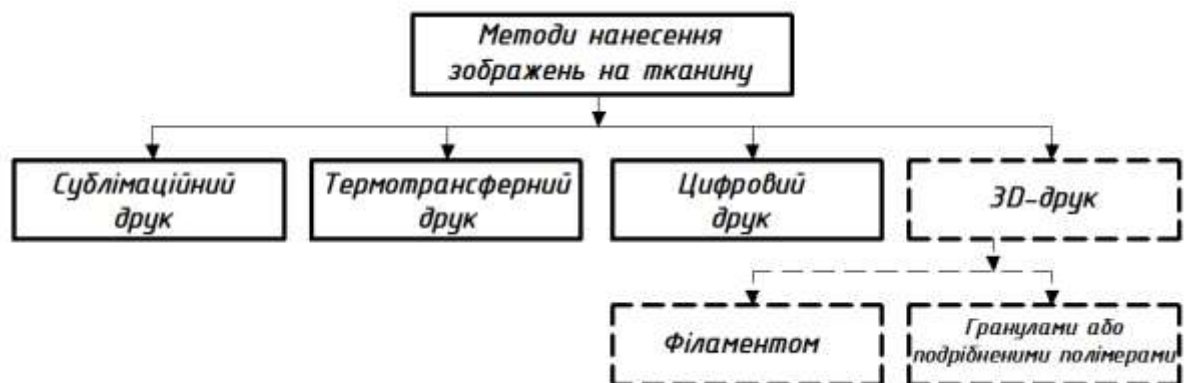 Методи нанесення
зображень на тканину
Сублімаційний
друк
Термотрансферний
друк
Цифровий
друк
3D-друк
Філаментом
Гранулами або
подрібненими полімерами